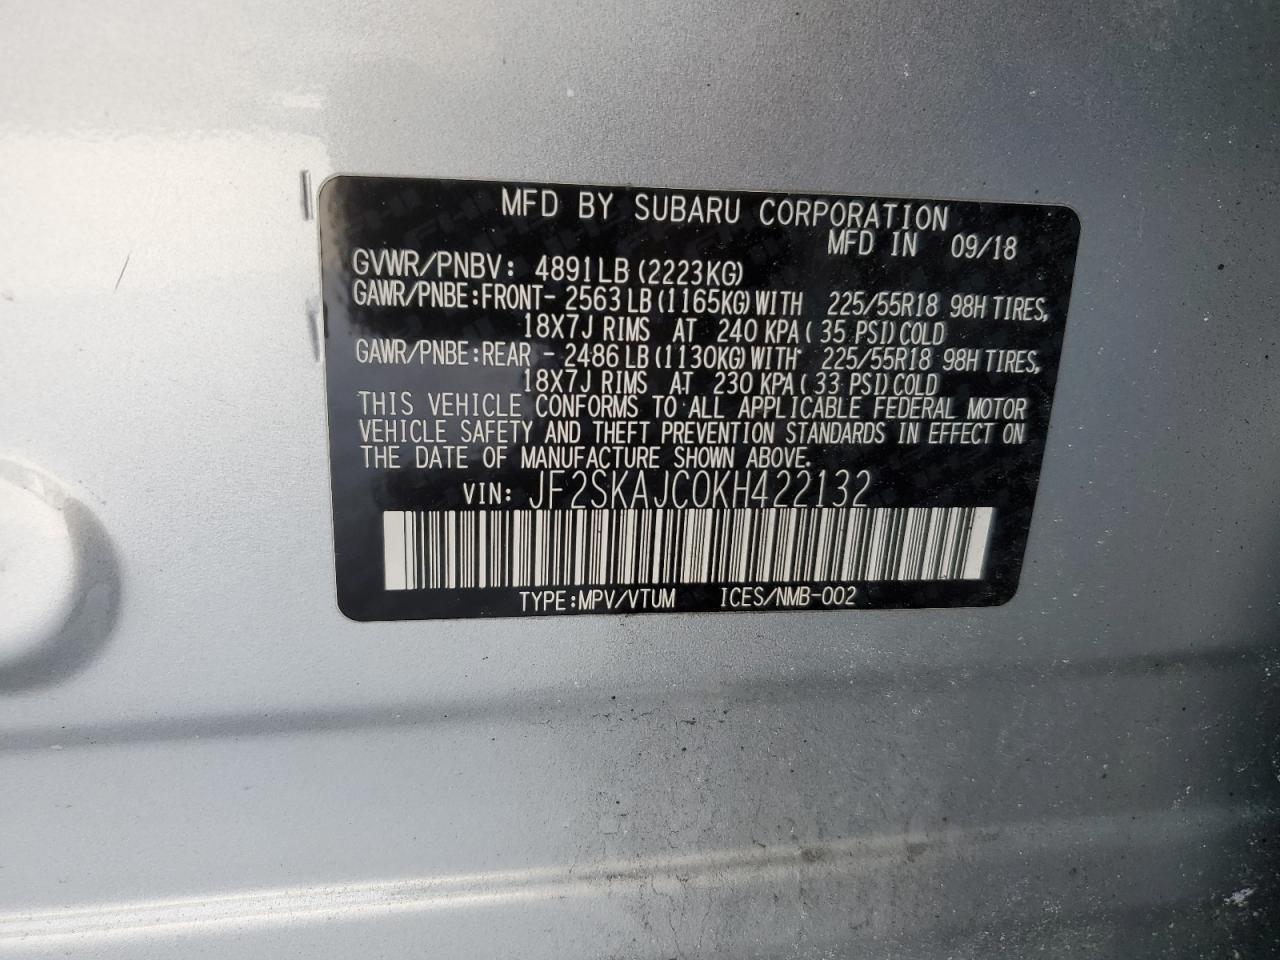 MFD BY SUBARU CORPORATION
MFD IN 09/18
GVWR/PNBV: 4891LB (2223KG)
GAWR/PNBE:FRONT- 2563LB(1165KG)WITH 225/55R18 98H TIRES,
18X7J RIMS AT 240 KPA( 35 PSI)COLD
GAWR/PNBE:REAR - 2486LB(1130KG)WITH 225/55R18 98H TIRES,
18X7J RIMS AT 230 KPA( 33 PSI)COLD
THIS VEHICLE CONFORMS TO ALL APPLICABLE FEDERAL MOTOR
VEHICLE SAFETY AND THEFT PREVENTION STANDARDS IN EFFECT ON
THE DATE OF MANUFACTURE SHOWN ABOVE.
VIN: JF2SKAJC0KH422132
TYPE:MPV/VTUM ICES/NMB-002